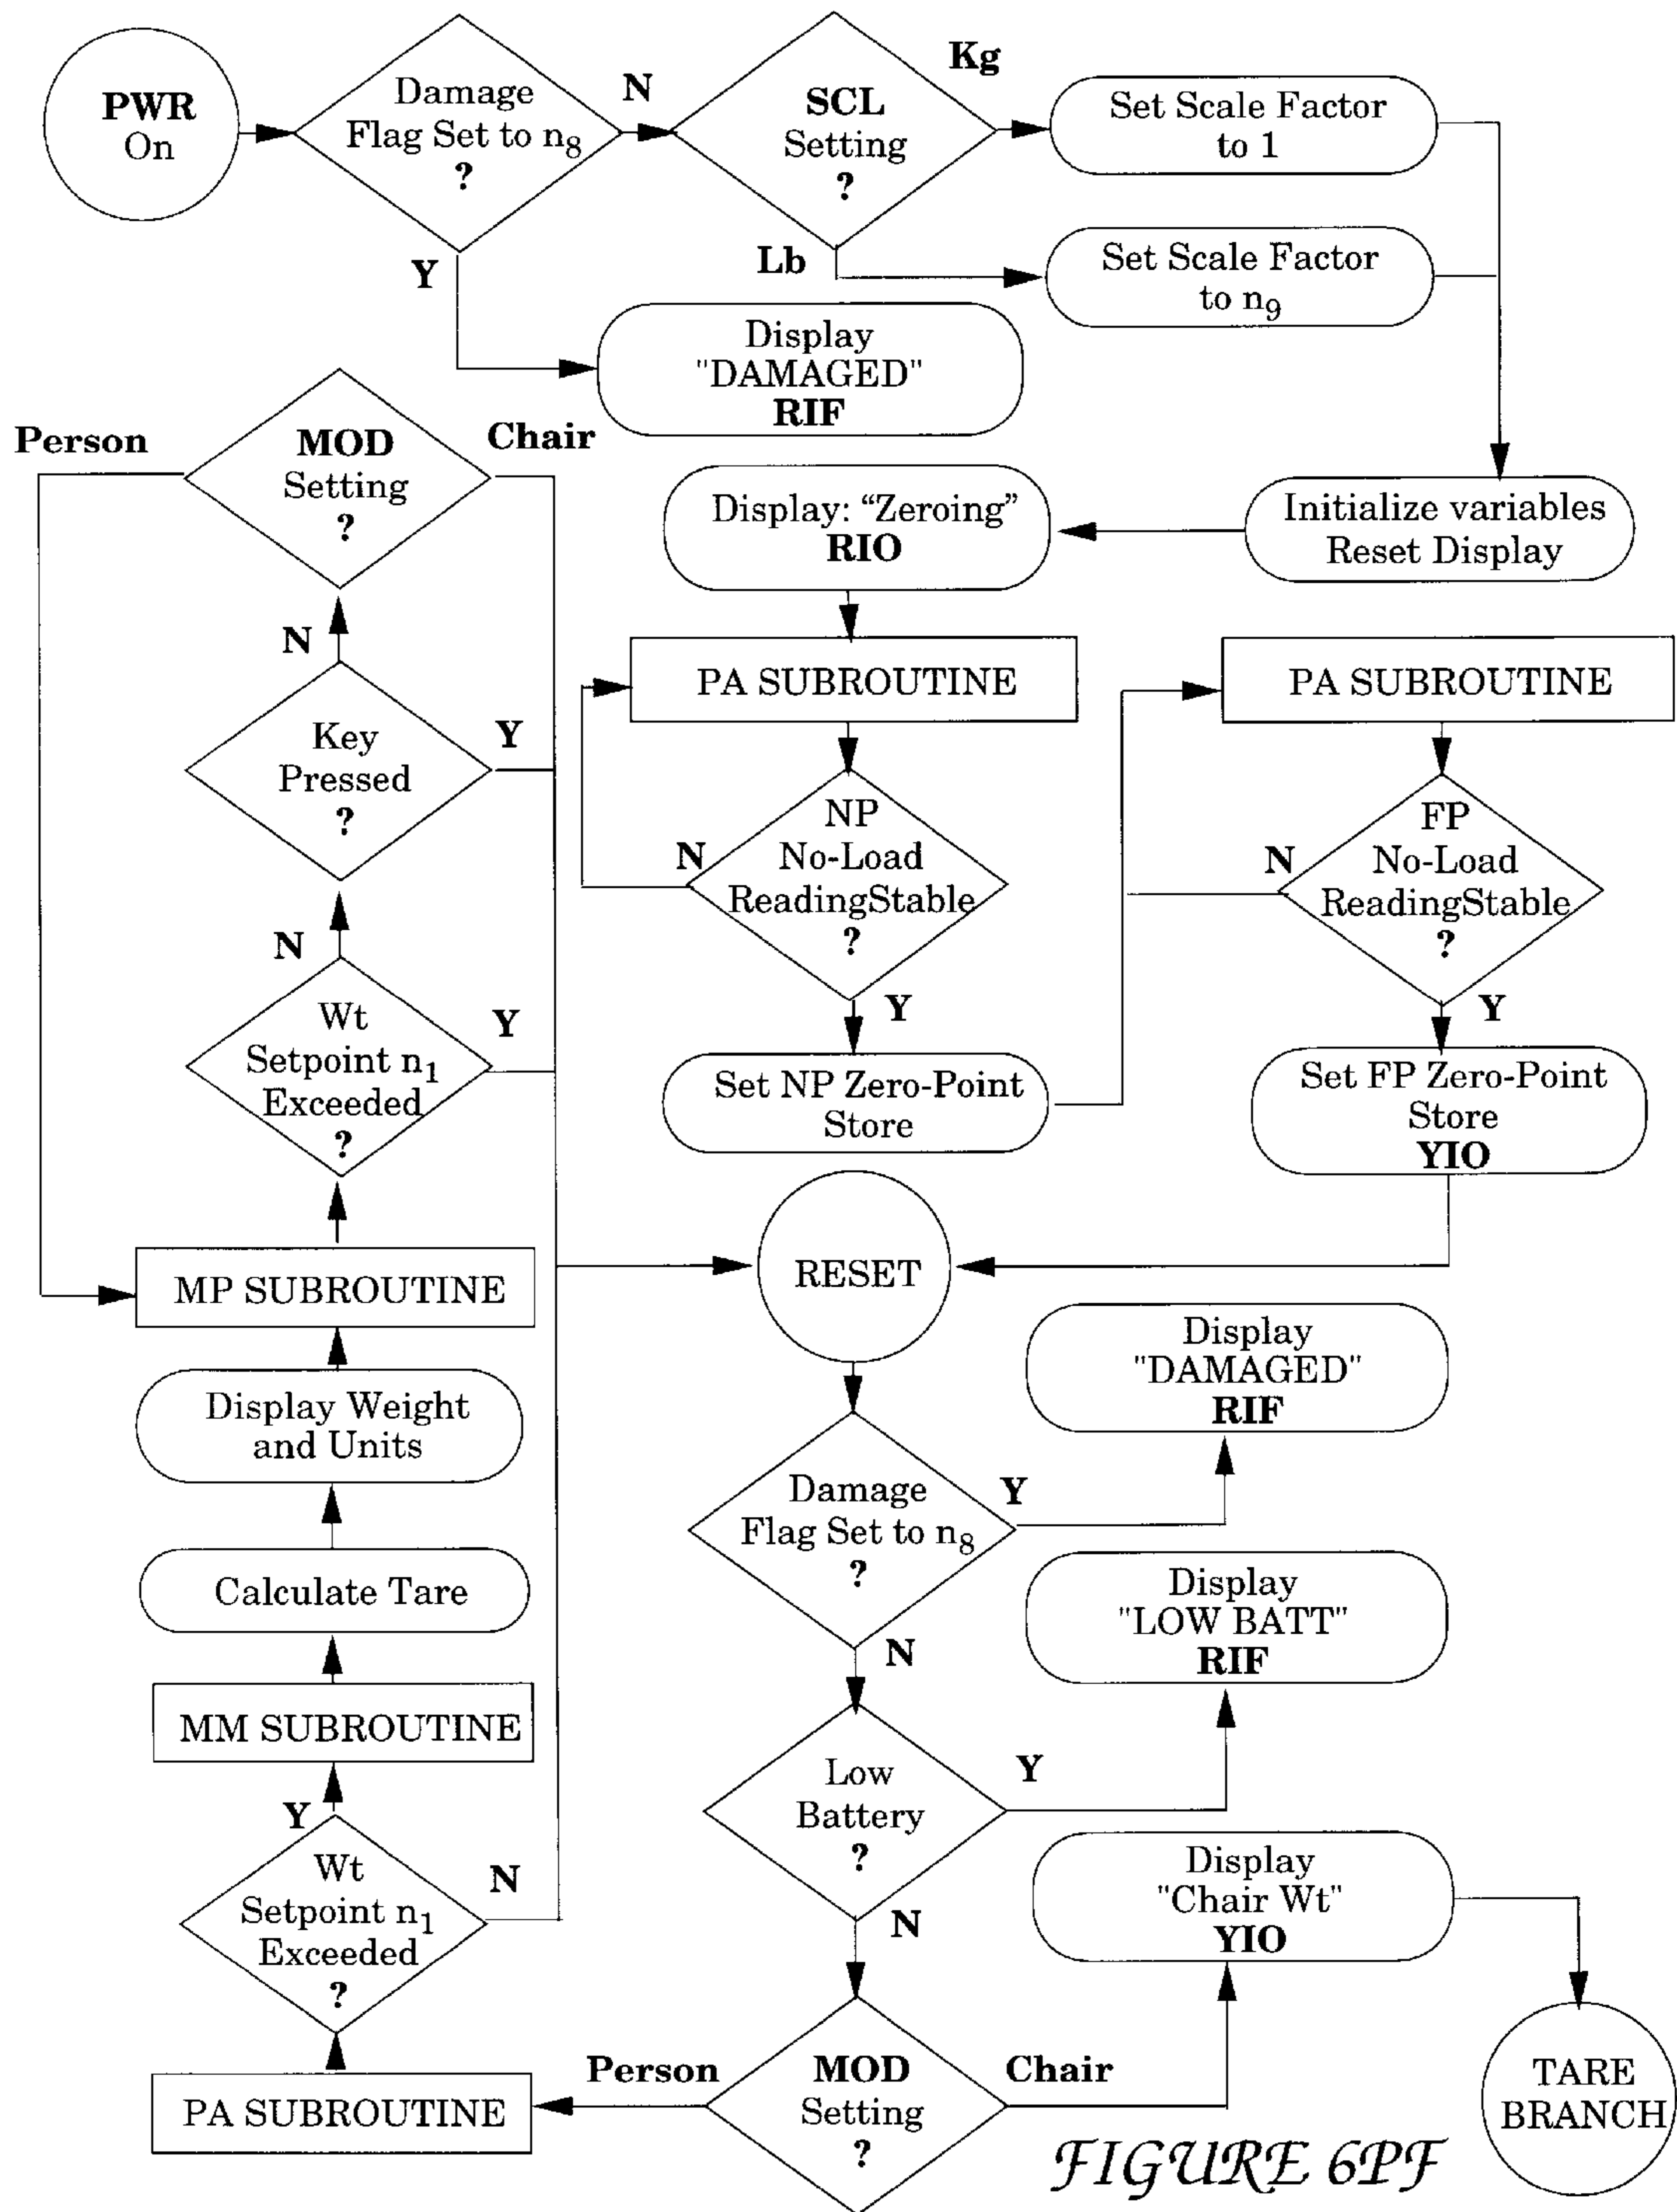 PWR
On
Damage
Flag Set to n8
?
N
Y
SCL
Setting
?
Kg
Lb
Set Scale Factor
to 1
Set Scale Factor
to n9
Display
"DAMAGED"
RIF
Initialize variables
Reset Display
Display: “Zeroing”
RIO
PA SUBROUTINE
NP
No-Load
ReadingStable
?
N
Y
Set NP Zero-Point
Store
PA SUBROUTINE
FP
No-Load
ReadingStable
?
N
Y
Set FP Zero-Point
Store
YIO
Person
MOD
Setting
?
Chair
N
Key
Pressed
?
Y
N
Wt
Setpoint n1
Exceeded
?
Y
MP SUBROUTINE
Display Weight
and Units
Calculate Tare
MM SUBROUTINE
Y
Wt
Setpoint n1
Exceeded
?
N
PA SUBROUTINE
RESET
Damage
Flag Set to n8
?
Y
N
Display
"DAMAGED"
RIF
Low
Battery
?
Y
N
Display
"LOW BATT"
RIF
Person
MOD
Setting
?
Chair
Display
"Chair Wt"
YIO
TARE
BRANCH
FIGURE 6PF